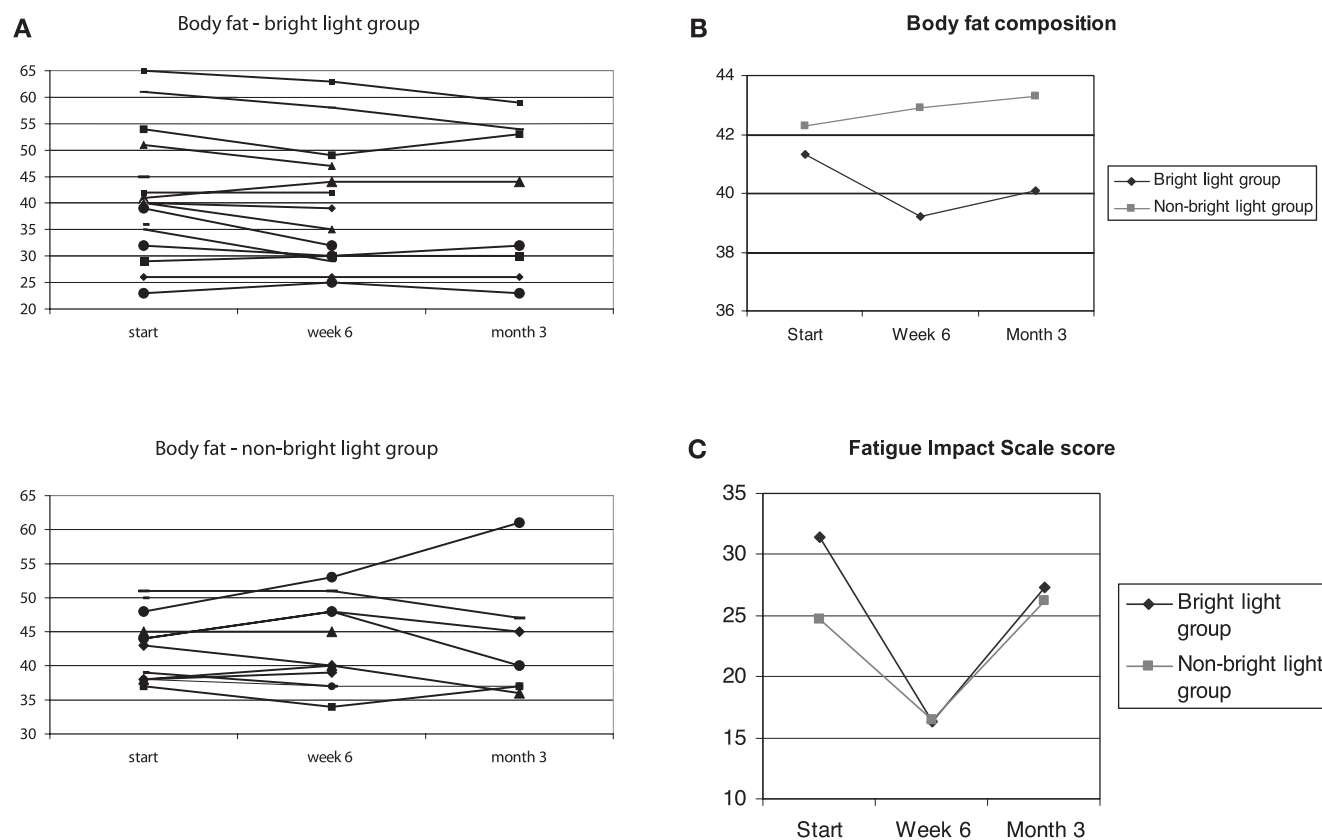 A
Body fat - bright light group
65
60
55
50
45
40
35
30
25
20
start
week 6
month 3
B
Body fat composition
44
42
40
38
36
Start
Week 6
Month 3
Bright light group
Non-bright light group
Body fat - non-bright light group
65
60
55
50
45
40
35
30
start
week 6
month 3
C
Fatigue Impact Scale score
35
30
25
20
15
10
Start
Week 6
Month 3
Bright light
group
Non-bright light
group